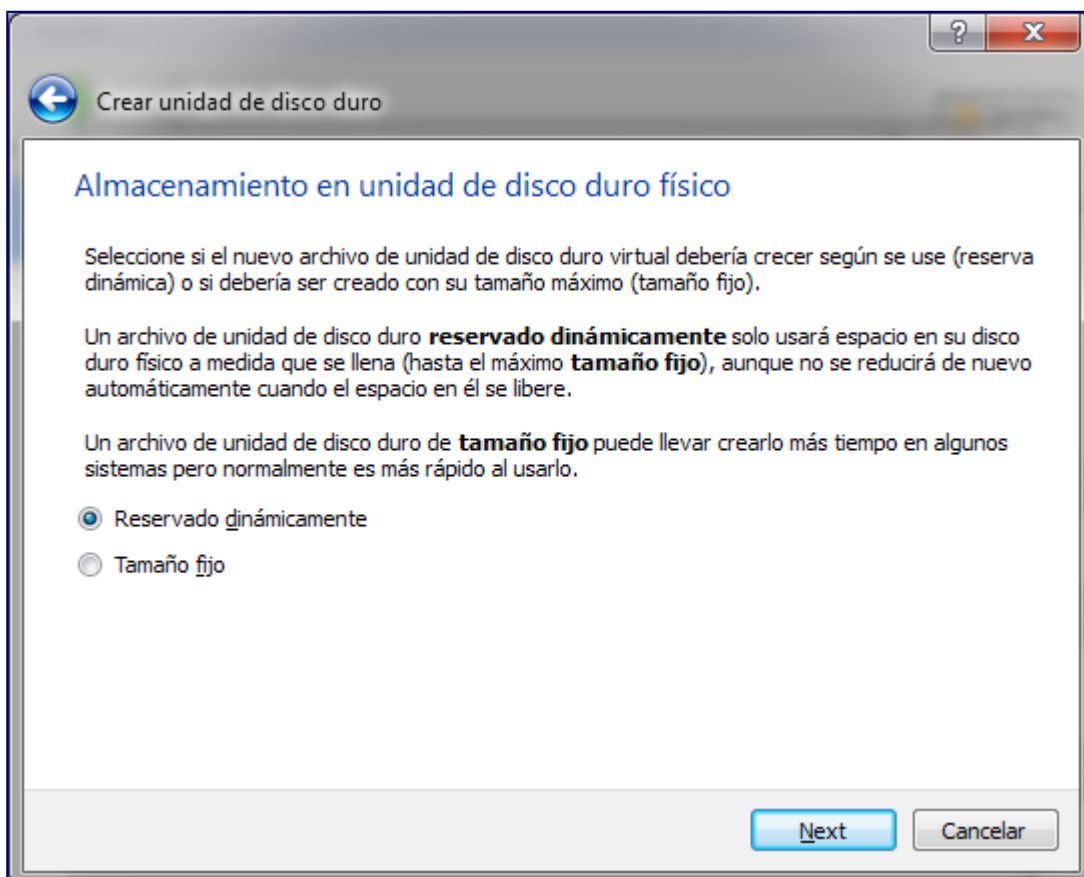 ?
Crear unidad de disco duro
Almacenamiento en unidad de disco duro físico
Seleccione si el nuevo archivo de unidad de disco duro virtual debería crecer según se use (reserva
dinámica) o si debería ser creado con su tamaño máximo (tamaño fijo).
Un archivo de unidad de disco duro reservado dinámicamente solo usará espacio en su disco
duro físico a medida que se llena (hasta el máximo tamaño fijo), aunque no se reducirá de nuevo
automáticamente cuando el espacio en él se libere.
Un archivo de unidad de disco duro de tamaño fijo puede llevar crearlo más tiempo en algunos
sistemas pero normalmente es más rápido al usarlo.
Reservado dinámicamente
Tamaño fijo
Next Cancelar